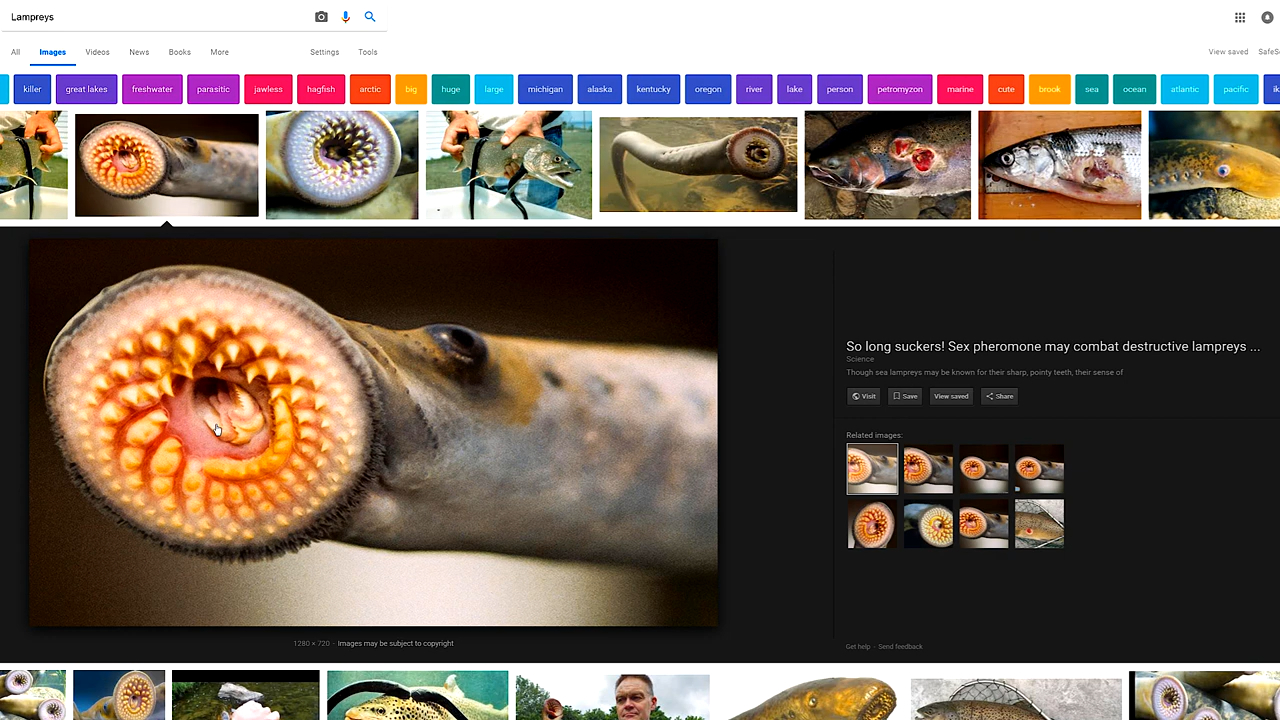 Lampreys
All Images Videos News Books More Settings Tools View saved
killer great lakes freshwater parasitic jawless hagfish arctic big huge large michigan alaska kentucky oregon river lake person petromyzon marine cute brook sea ocean atlantic pacific
So long suckers! Sex pheromone may combat destructive lampreys ...
Science
Though sea lampreys may be known for their sharp, pointy teeth, their sense of
Visit Save View saved Share
Related images:
1280 × 720 - Images may be subject to copyright
Get help - Send feedback